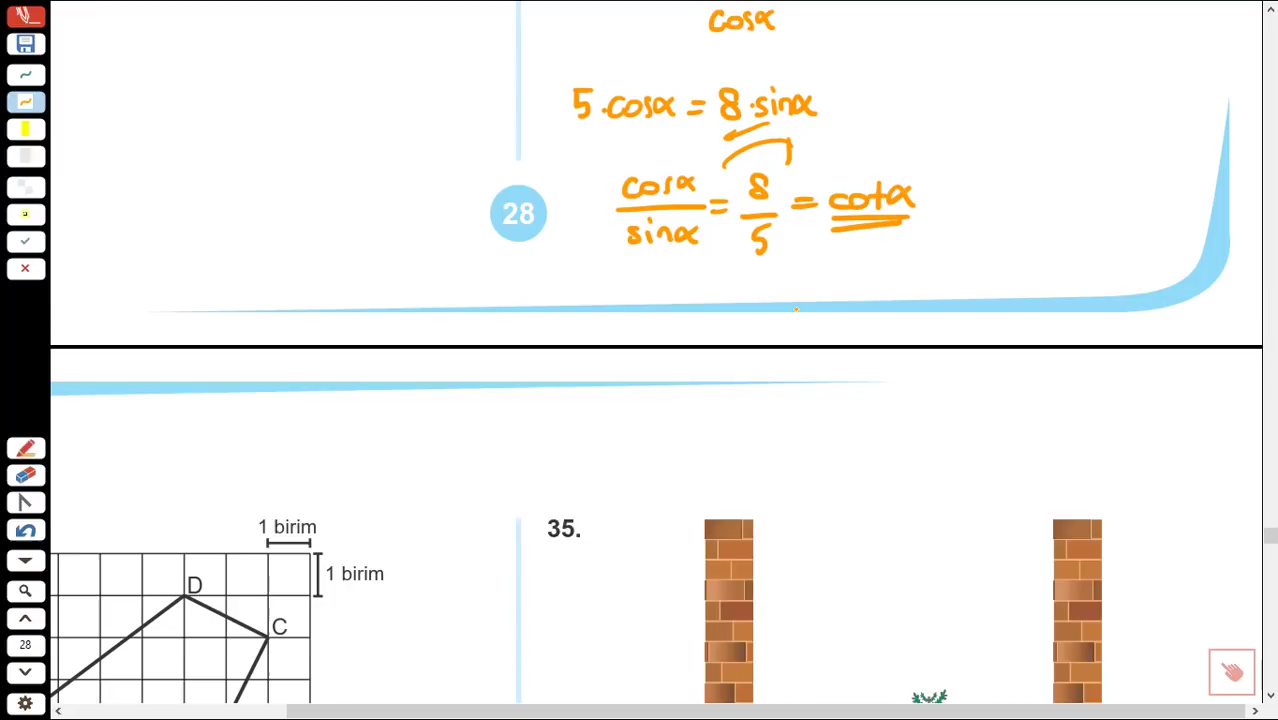 cosα
5·cosα = 8·sinα
cosα/sinα = 8/5 = cotα
28
1 birim
35.
1 birim
D
C
28